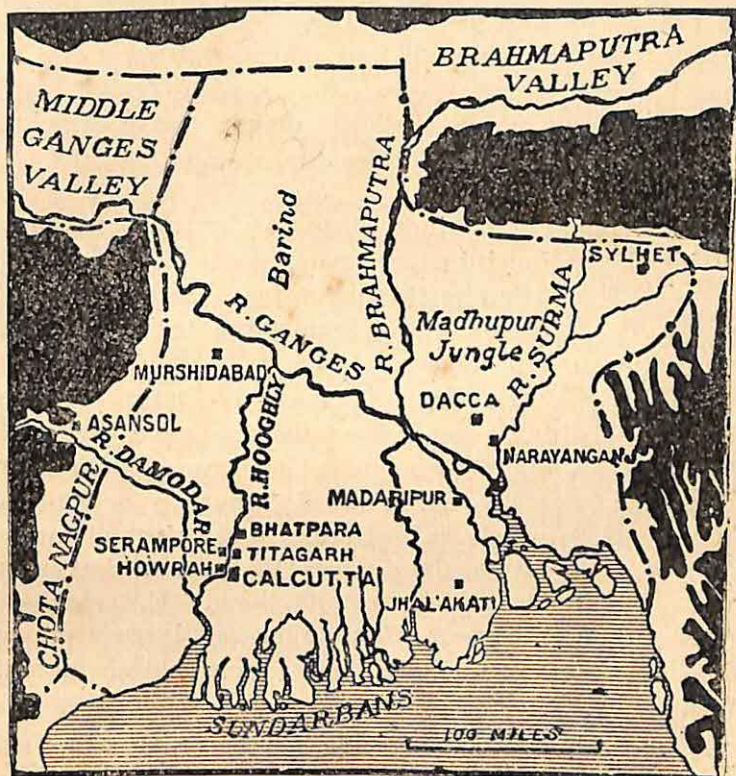 BRAHMAPUTRA
VALLEY
MIDDLE
GANGES
VALLEY
Barind
R. BRAHMAPUTRA
SYLHET
R. GANGES
Madhupur
Jungle
R. SURMA
MURSHIDABAD
DACCA
ASANSOL
R. HOOGHLY
R. DAMODAR
NARAYANGANJ
MADARIPUR
CHOTA NAGPUR
BHATPARA
SERAMPORE
TITAGARH
HOWRAH
CALCUTTA
JHAL'AKATI
SUNDARBANS
100 MILES